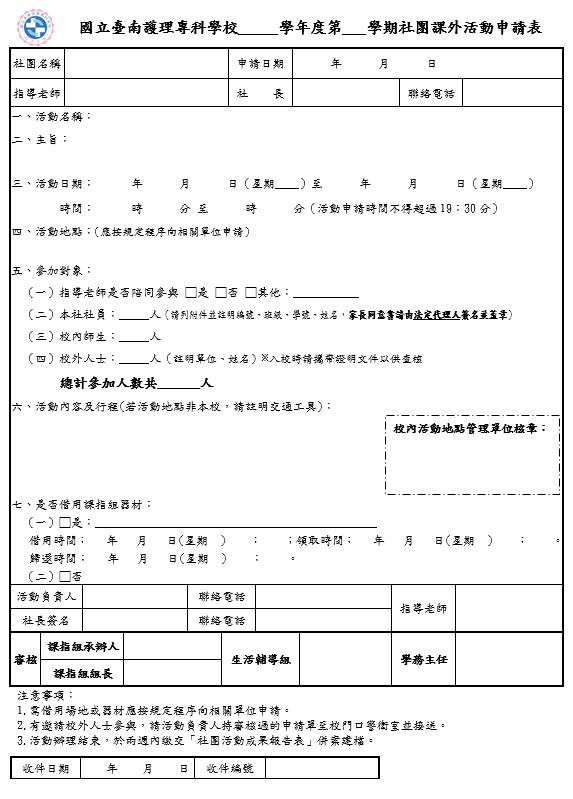 國立臺南護理專科學校_____學年度第___學期社團課外活動申請表
社團名稱 申請日期 年 月 日
指導老師 社 長 聯絡電話
一、活動名稱：
二、主旨：
三、活動日期： 年 月 日（星期____）至 年 月 日（星期____）
時間： 時 分 至 時 分（活動申請時間不得超過19：30分）
四、活動地點：(應按規定程序向相關單位申請)
五、參加對象：
（一）指導老師是否陪同參與 □是 □否 □其他：___________
（二）本社社員：_____人（請列附件並註明編號、班級、學號、姓名，家長同意書請由法定代理人簽名並蓋章）
（三）校內師生：_____人
（四）校外人士：_____人（註明單位、姓名）※入校時請攜帶證明文件以供查核
總計參加人數共______人
六、活動內容及行程(若活動地點非本校，請註明交通工具)：
校內活動地點管理單位核章：
七、是否借用課指組器材：
（一）□是：_______________________________________________
借用時間： 年 月 日(星期 ) ： ；領取時間： 年 月 日(星期 ) ： 。
歸還時間： 年 月 日(星期 ) ： 。
（二）□否
活動負責人 聯絡電話 指導老師
社長簽名 聯絡電話
審核 課指組承辦人 生活輔導組 學務主任
課指組組長
注意事項：
1.需借用場地或器材應按規定程序向相關單位申請。
2.有邀請校外人士參與，請活動負責人持審核過的申請單至校門口警衛室並接送。
3.活動辦理結束，於兩週內繳交「社團活動成果報告表」併案建檔。
收件日期 年 月 日 收件編號